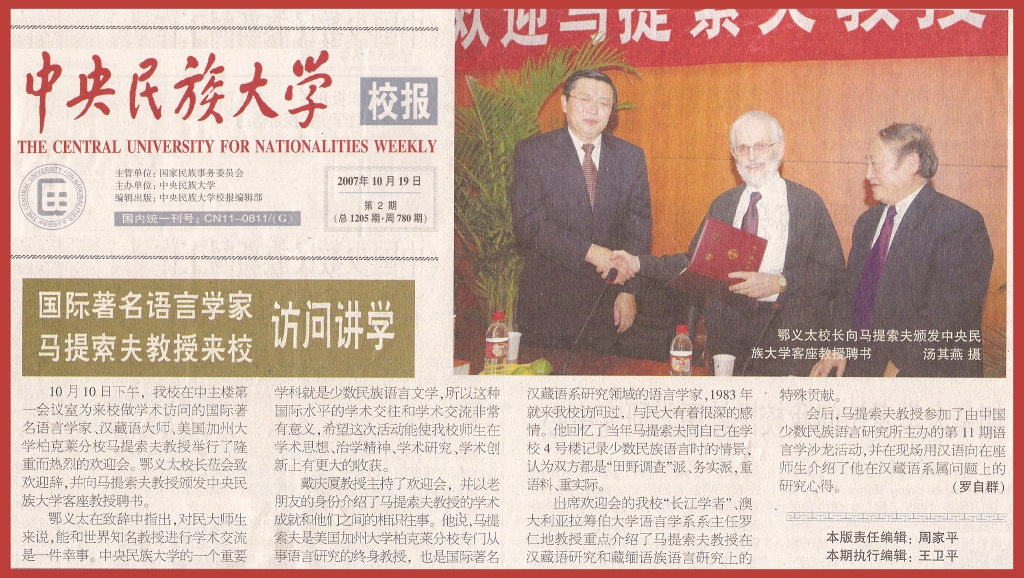 欢迎马提索夫教授
中央民族大学
校报
THE CENTRAL UNIVERSITY FOR NATIONALITIES WEEKLY
主管单位：国家民族事务委员会
主办单位：中央民族大学
编辑出版：中央民族大学校报编辑部
国内统一刊号：CN11-0811/(G)
2007年10月19日
第2期
(总1205期·周780期)
鄂义太校长向马提索夫颁发中央民
族大学客座教授聘书 汤其燕 摄
国际著名语言学家
马提索夫教授来校
访问讲学
10月10日下午，我校在中主楼第
一会议室为来校做学术访问的国际著
名语言学家、汉藏语大师、美国加州大
学柏克莱分校马提索夫教授举行了隆
重而热烈的欢迎会。鄂义太校长莅会致
欢迎辞，并向马提索夫教授颁发中央民
族大学客座教授聘书。
鄂义太在致辞中指出，对民大师生
来说，能和世界知名教授进行学术交流
是一件幸事。中央民族大学的一个重要
学科就是少数民族语言文学，所以这种
国际水平的学术交往和学术交流非常
有意义，希望这次活动能使我校师生在
学术思想、治学精神、学术研究、学术创
新上有更大的收获。
戴庆厦教授主持了欢迎会，并以老
朋友的身份介绍了马提索夫教授的学术
成就和他们之间的相识往事。他说，马提
索夫是美国加州大学柏克莱分校专门从
事语言研究的终身教授，也是国际著名
汉藏语系研究领域的语言学家，1983年
就来我校访问过，与民大有着很深的感
情。他回忆了当年马提索夫同自己在学
校4号楼记录少数民族语言时的情景，
认为双方都是“田野调查”派、务实派，重
语料、重实际。
出席欢迎会的我校“长江学者”、澳
大利亚拉筹伯大学语言学系系主任罗
仁地教授重点介绍了马提索夫教授在
汉藏语研究和藏缅语族语言研究上的
特殊贡献。
会后，马提索夫教授参加了由中国
少数民族语言研究所主办的第11期语
言学沙龙活动，并在现场用汉语向在座
师生介绍了他在汉藏语系属问题上的
研究心得。 (罗自群)
本版责任编辑：周家平
本期执行编辑：王卫平